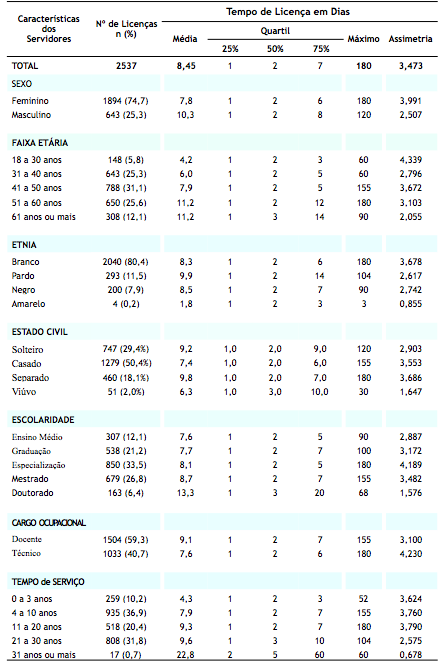 Características dos Servidores Nº de Licenças n (%) Tempo de Licença em Dias
Média Quartil Máximo Assimetria
25% 50% 75%
TOTAL 2537 8,45 1 2 7 180 3,473
SEXO
Feminino 1894 (74,7) 7,8 1 2 6 180 3,991
Masculino 643 (25,3) 10,3 1 2 8 120 2,507
FAIXA ETÁRIA
18 a 30 anos 148 (5,8) 4,2 1 2 3 60 4,339
31 a 40 anos 643 (25,3) 6,0 1 2 5 60 2,796
41 a 50 anos 788 (31,1) 7,9 1 2 5 155 3,672
51 a 60 anos 650 (25,6) 11,2 1 2 12 180 3,103
61 anos ou mais 308 (12,1) 11,2 1 3 14 90 2,055
ETNIA
Branco 2040 (80,4) 8,3 1 2 6 180 3,678
Pardo 293 (11,5) 9,9 1 2 14 104 2,617
Negro 200 (7,9) 8,5 1 2 7 90 2,742
Amarelo 4 (0,2) 1,8 1 2 3 3 0,855
ESTADO CIVIL
Solteiro 747 (29,4%) 9,2 1,0 2,0 9,0 120 2,903
Casado 1279 (50,4%) 7,4 1,0 2,0 6,0 155 3,553
Separado 460 (18,1%) 9,8 1,0 2,0 7,0 180 3,686
Viúvo 51 (2,0%) 6,3 1,0 3,0 10,0 30 1,647
ESCOLARIDADE
Ensino Médio 307 (12,1) 7,6 1 2 5 90 2,887
Graduação 538 (21,2) 7,7 1 2 7 100 3,172
Especialização 850 (33,5) 8,1 1 2 5 180 4,189
Mestrado 679 (26,8) 8,7 1 2 7 155 3,482
Doutorado 163 (6,4) 13,3 1 3 20 68 1,576
CARGO OCUPACIONAL
Docente 1504 (59,3) 9,1 1 2 7 155 3,100
Técnico 1033 (40,7) 7,6 1 2 6 180 4,230
TEMPO de SERVIÇO
0 a 3 anos 259 (10,2) 4,3 1 2 3 52 3,624
4 a 10 anos 935 (36,9) 7,9 1 2 7 155 3,760
11 a 20 anos 518 (20,4) 9,3 1 2 7 180 3,790
21 a 30 anos 808 (31,8) 9,6 1 3 10 104 2,575
31 anos ou mais 17 (0,7) 22,8 2 5 60 60 0,678